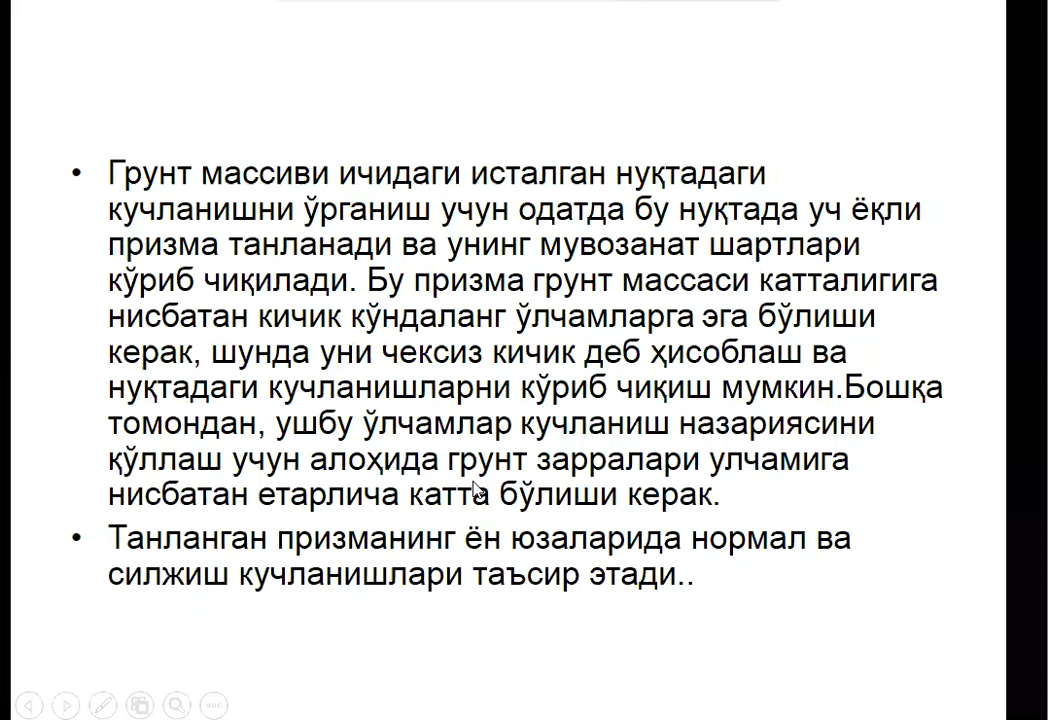 • Грунт массиви ичидаги исталган нуқтадаги
кучланишни ўрганиш учун одатда бу нуқтада уч ёқли
призма танланади ва унинг мувозанат шартлари
кўриб чиқилади. Бу призма грунт массаси катталигига
нисбатан кичик кўндаланг ўлчамларга эга бўлиши
керак, шунда уни чексиз кичик деб ҳисоблаш ва
нуқтадаги кучланишларни кўриб чиқиш мумкин.Бошқа
томондан, ушбу ўлчамлар кучланиш назариясини
қўллаш учун алоҳида грунт зарралари улчамига
нисбатан етарлича катта бўлиши керак.
• Танланган призманинг ён юзаларида нормал ва
силжиш кучланишлари таъсир этади..